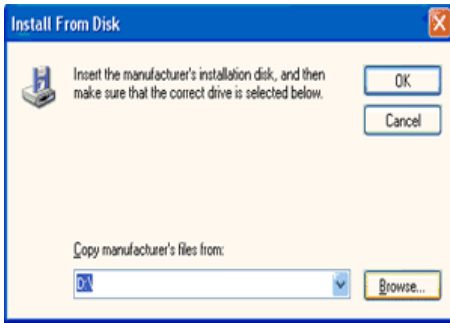 Install From Disk
Insert the manufacturer's installation disk, and then
make sure that the correct drive is selected below.
OK
Cancel
Copy manufacturer's files from:
D:\
Browse...